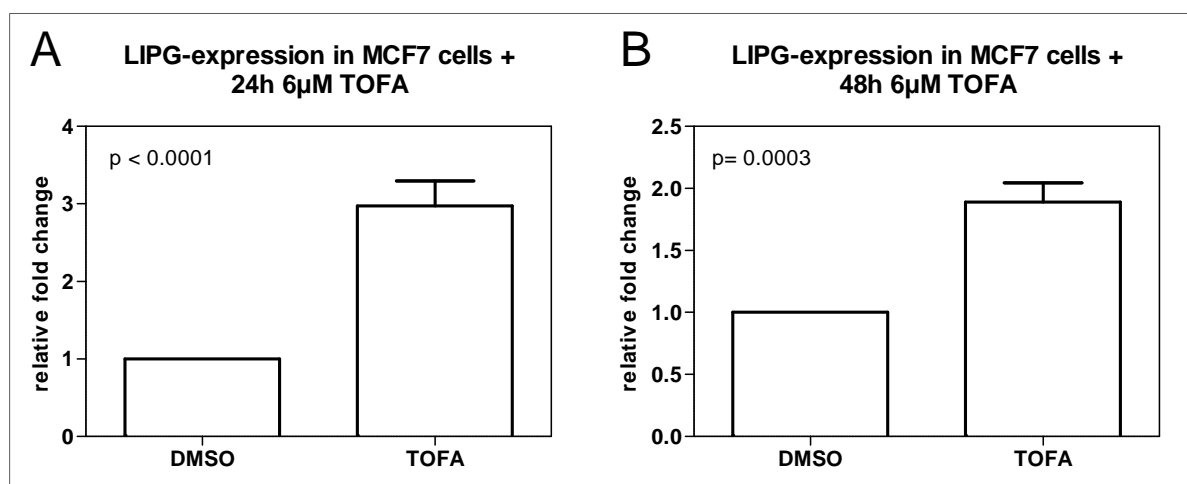 A
LIPG-expression in MCF7 cells +
24h 6µM TOFA
p < 0.0001
relative fold change
4
3
2
1
0
DMSO
TOFA
B
LIPG-expression in MCF7 cells +
48h 6µM TOFA
p= 0.0003
relative fold change
2.5
2.0
1.5
1.0
0.5
0.0
DMSO
TOFA